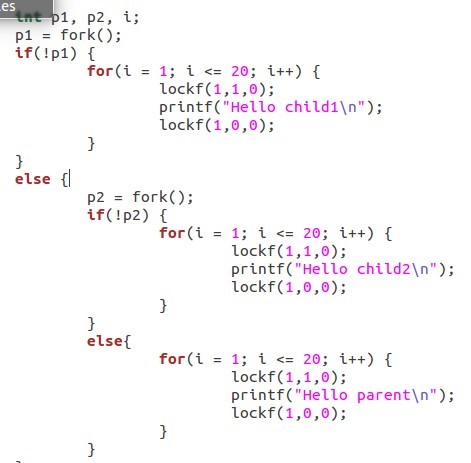 les
int p1, p2, i;
p1 = fork();
if(!p1) {
for(i = 1; i <= 20; i++) {
lockf(1,1,0);
printf("Hello child1\n");
lockf(1,0,0);
}
}
else {
p2 = fork();
if(!p2) {
for(i = 1; i <= 20; i++) {
lockf(1,1,0);
printf("Hello child2\n");
lockf(1,0,0);
}
}
else{
for(i = 1; i <= 20; i++) {
lockf(1,1,0);
printf("Hello parent\n");
lockf(1,0,0);
}
}